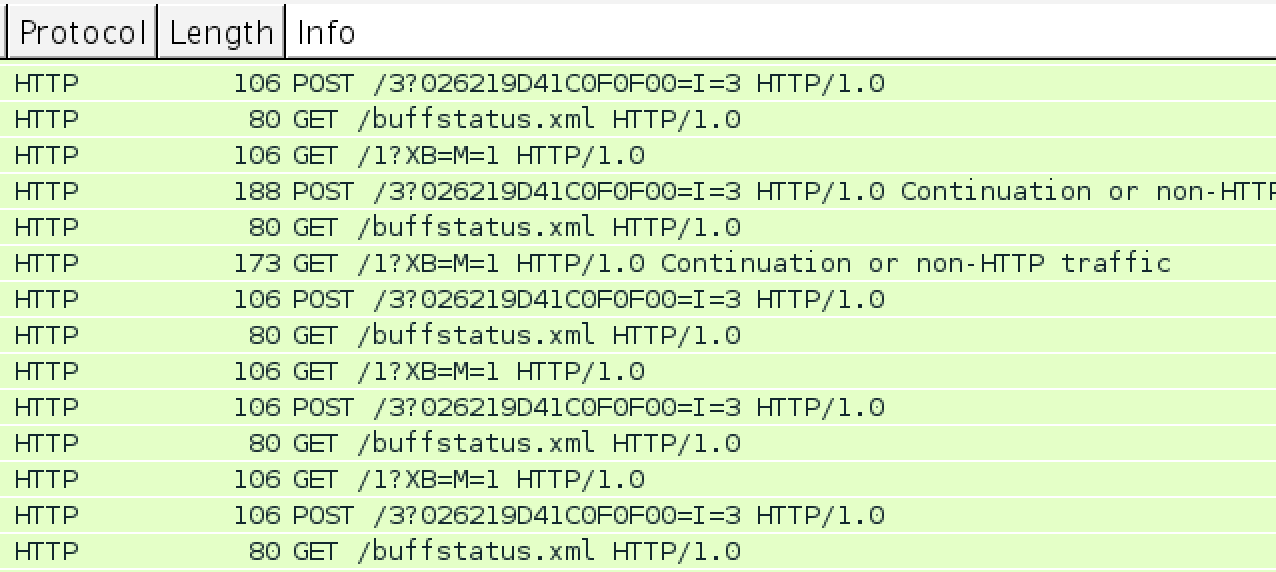 Protocol Length Info
HTTP 106 POST /3?026219D41C0F0F00=I=3 HTTP/1.0
HTTP 80 GET /buffstatus.xml HTTP/1.0
HTTP 106 GET /1?XB=M=1 HTTP/1.0
HTTP 188 POST /3?026219D41C0F0F00=I=3 HTTP/1.0 Continuation or non-HTTP
HTTP 80 GET /buffstatus.xml HTTP/1.0
HTTP 173 GET /1?XB=M=1 HTTP/1.0 Continuation or non-HTTP traffic
HTTP 106 POST /3?026219D41C0F0F00=I=3 HTTP/1.0
HTTP 80 GET /buffstatus.xml HTTP/1.0
HTTP 106 GET /1?XB=M=1 HTTP/1.0
HTTP 106 POST /3?026219D41C0F0F00=I=3 HTTP/1.0
HTTP 80 GET /buffstatus.xml HTTP/1.0
HTTP 106 GET /1?XB=M=1 HTTP/1.0
HTTP 106 POST /3?026219D41C0F0F00=I=3 HTTP/1.0
HTTP 80 GET /buffstatus.xml HTTP/1.0